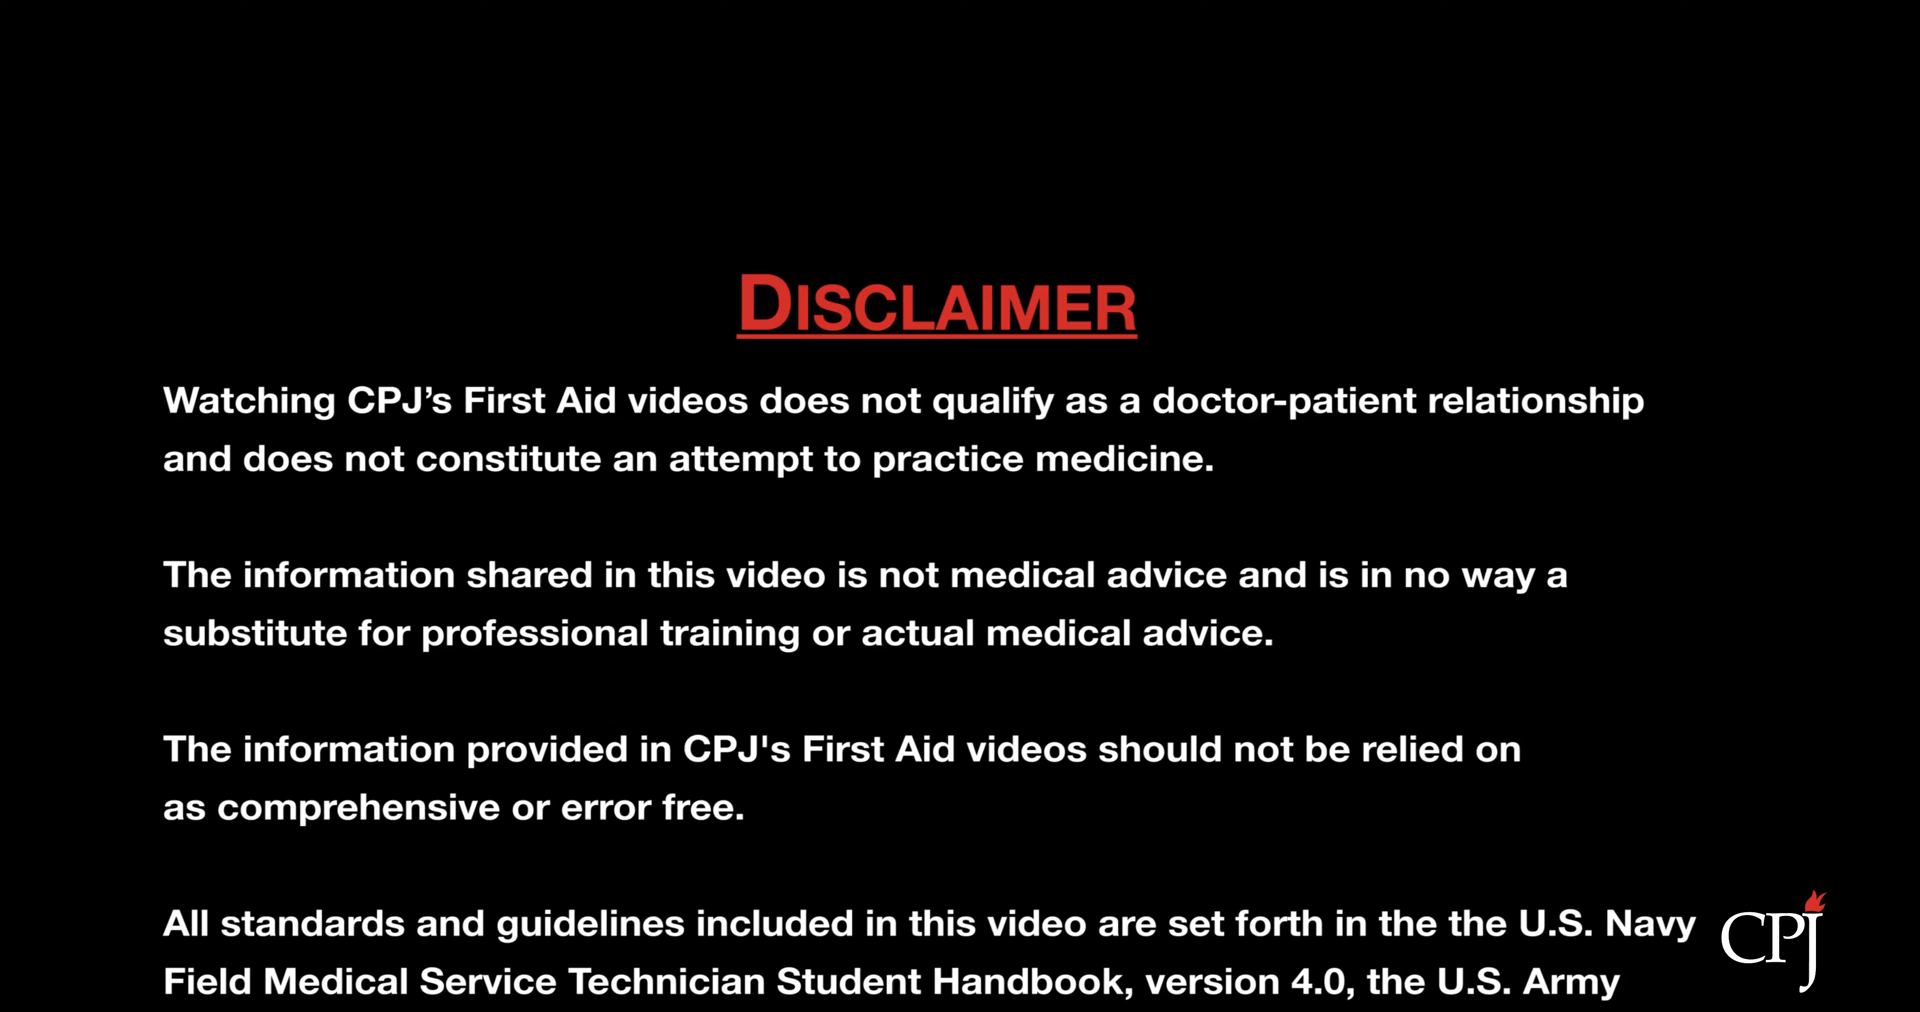 DISCLAIMER
Watching CPJ’s First Aid videos does not qualify as a doctor-patient relationship
and does not constitute an attempt to practice medicine.
The information shared in this video is not medical advice and is in no way a
substitute for professional training or actual medical advice.
The information provided in CPJ's First Aid videos should not be relied on
as comprehensive or error free.
All standards and guidelines included in this video are set forth in the the U.S. Navy
Field Medical Service Technician Student Handbook, version 4.0, the U.S. Army
CPJ